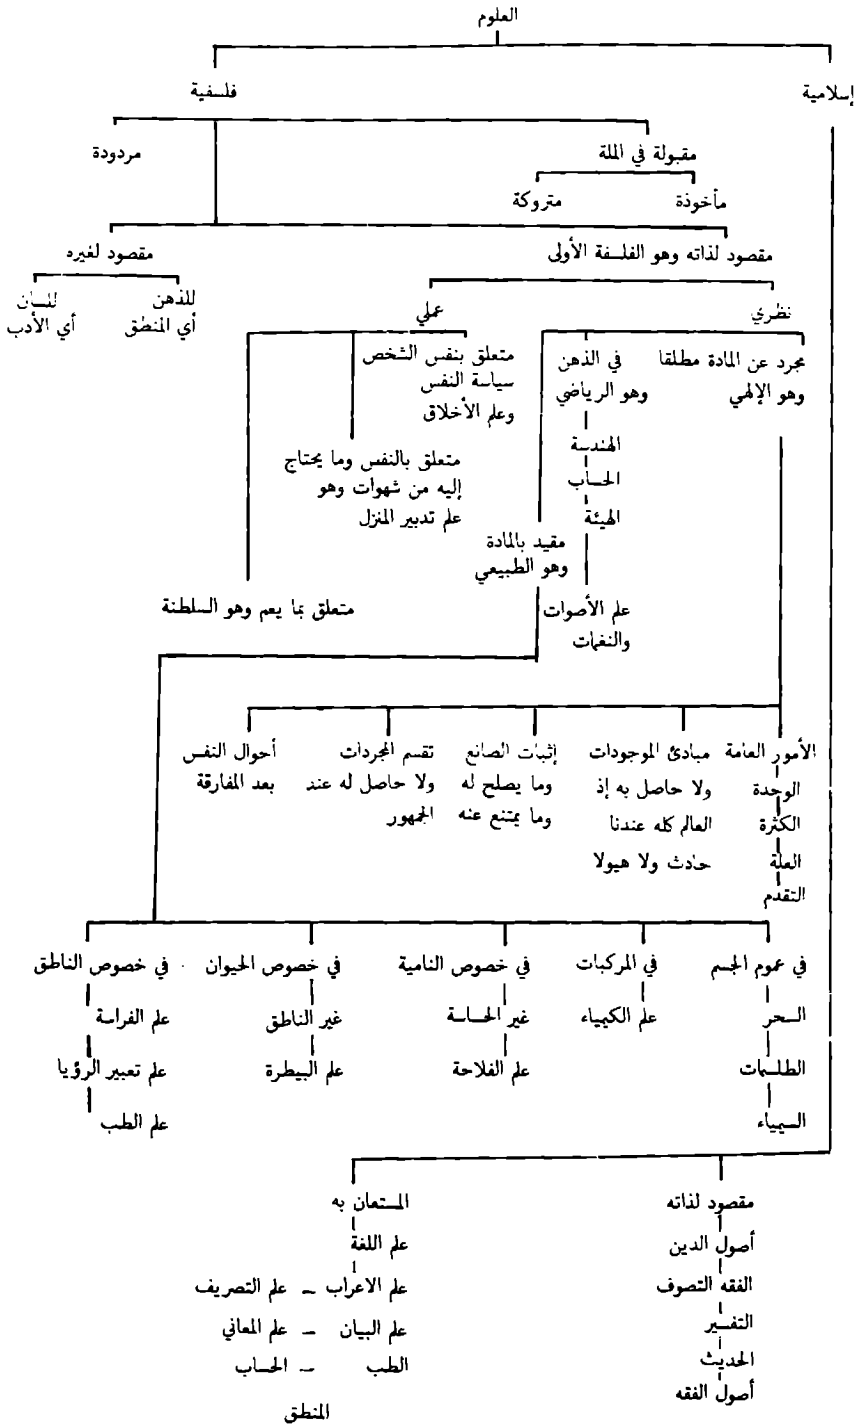 العلوم
إسلامية
فلسفية
مقبولة في الملة
مردودة
مأخوذة
متروكة
مقصود لذاته وهو الفلسفة الأولى
مقصود لغيره
للذهن
أي المنطق
للسان
أي الأدب
نظري
عملي
مجرد عن المادة مطلقا
وهو الإلهي
في الذهن
وهو الرياضي
الهندسة
الحساب
الهيئة
علم الأصوات
والنغمات
مقيد بالمادة
وهو الطبيعي
متعلق بنفس الشخص
سياسة النفس
وعلم الأخلاق
متعلق بالنفس وما يحتاج
إليه من شهوات وهو
علم تدبير المنزل
متعلق بما يعم وهو السلطنة
الأمور العامة
الوحدة
الكثرة
العلة
التقدم
مبادئ الموجودات
ولا حاصل به إذ
العالم كله عندنا
حادث ولا هيولا
إثبات الصانع
وما يصلح له
وما يمتنع عنه
تقسم المجردات
ولا حاصل له عند
الجمهور
أحوال النفس
بعد المفارقة
في عموم الجسم
السحر
الطلسمات
السيمياء
في المركبات
علم الكيمياء
في خصوص النامية
غير الحساسة
علم الفلاحة
في خصوص الحيوان
غير الناطق
علم البيطرة
في خصوص الناطق
علم الفراسة
علم تعبير الرؤيا
علم الطب
مقصود لذاته
أصول الدين
الفقه التصوف
التفسير
الحديث
أصول الفقه
المستعان به
علم اللغة
علم الاعراب – علم التصريف
علم البيان – علم المعاني
الطب – الحساب
المنطق